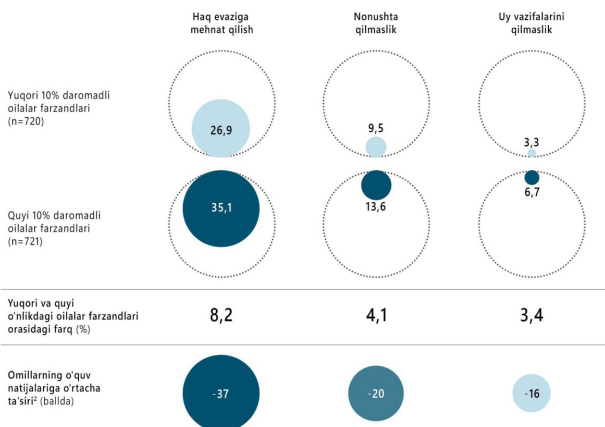 Haq evaziga
mehnat qilish
Nonushta
qilmaslik
Uy vazifalarini
qilmaslik
Yuqori 10% daromadli
oilalar farzandlari
(n=720)
26,9
9,5
3,3
Quyi 10% daromadli
oilalar farzandlari
(n=721)
35,1
13,6
6,7
Yuqori va quyi
o'nlikdagi oilalar farzandlari
orasidagi farq (%)
8,2
4,1
3,4
Omillarning o'quv
natijalariga o'rtacha
ta'siri² (ballda)
-37
-20
-16